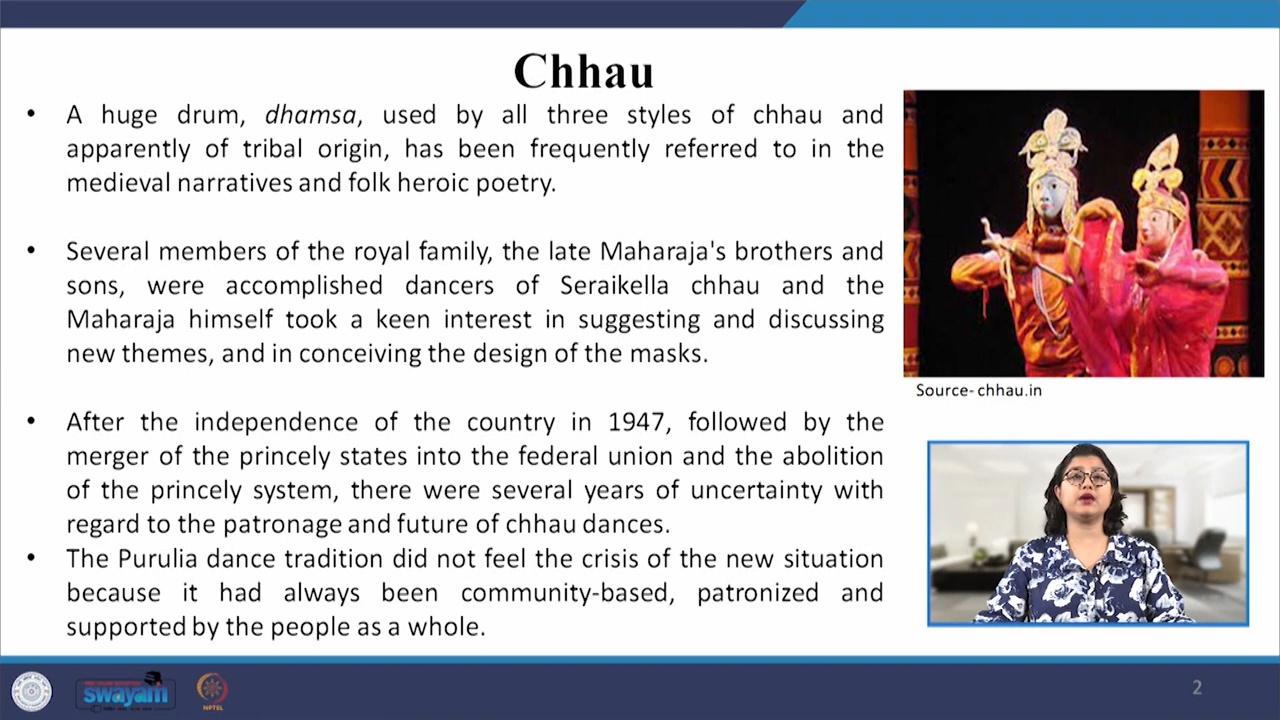 Chhau
• A huge drum, dhamsa, used by all three styles of chhau and
apparently of tribal origin, has been frequently referred to in the
medieval narratives and folk heroic poetry.
• Several members of the royal family, the late Maharaja's brothers and
sons, were accomplished dancers of Seraikella chhau and the
Maharaja himself took a keen interest in suggesting and discussing
new themes, and in conceiving the design of the masks.
• After the independence of the country in 1947, followed by the
merger of the princely states into the federal union and the abolition
of the princely system, there were several years of uncertainty with
regard to the patronage and future of chhau dances.
• The Purulia dance tradition did not feel the crisis of the new situation
because it had always been community-based, patronized and
supported by the people as a whole.
Source- chhau.in
swayam
NPTEL
2